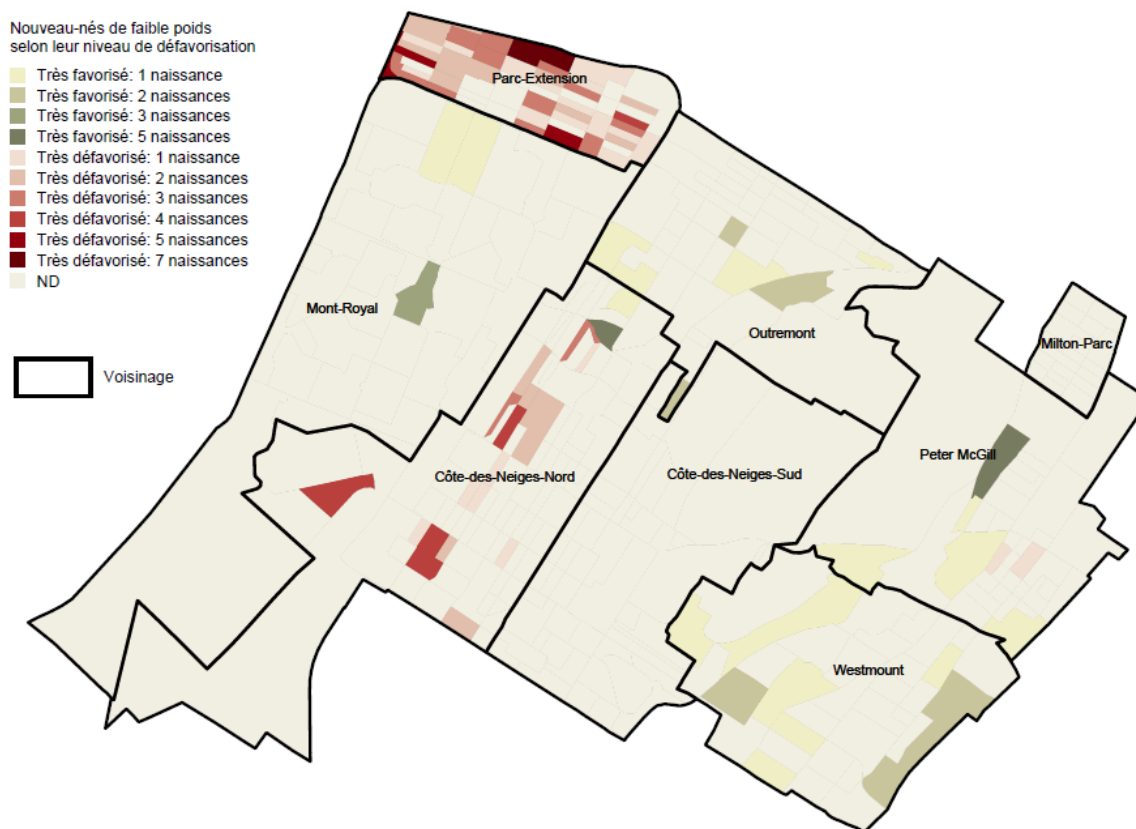 Nouveau-nés de faible poids
selon leur niveau de défavorisation
Très favorisé: 1 naissance
Très favorisé: 2 naissances
Très favorisé: 3 naissances
Très favorisé: 5 naissances
Très défavorisé: 1 naissance
Très défavorisé: 2 naissances
Très défavorisé: 3 naissances
Très défavorisé: 4 naissances
Très défavorisé: 5 naissances
Très défavorisé: 7 naissances
ND
Voisinage
Parc-Extension
Mont-Royal
Outremont
Milton-Parc
Peter McGill
Côte-des-Neiges-Nord
Côte-des-Neiges-Sud
Westmount